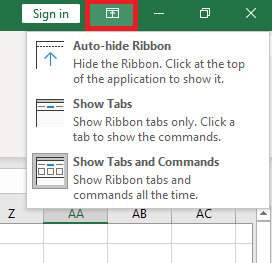 Sign in
Auto-hide Ribbon
Hide the Ribbon. Click at the top
of the application to show it.
Show Tabs
Show Ribbon tabs only. Click a
tab to show the commands.
Show Tabs and Commands
Show Ribbon tabs and
commands all the time.
Z AA AB AC